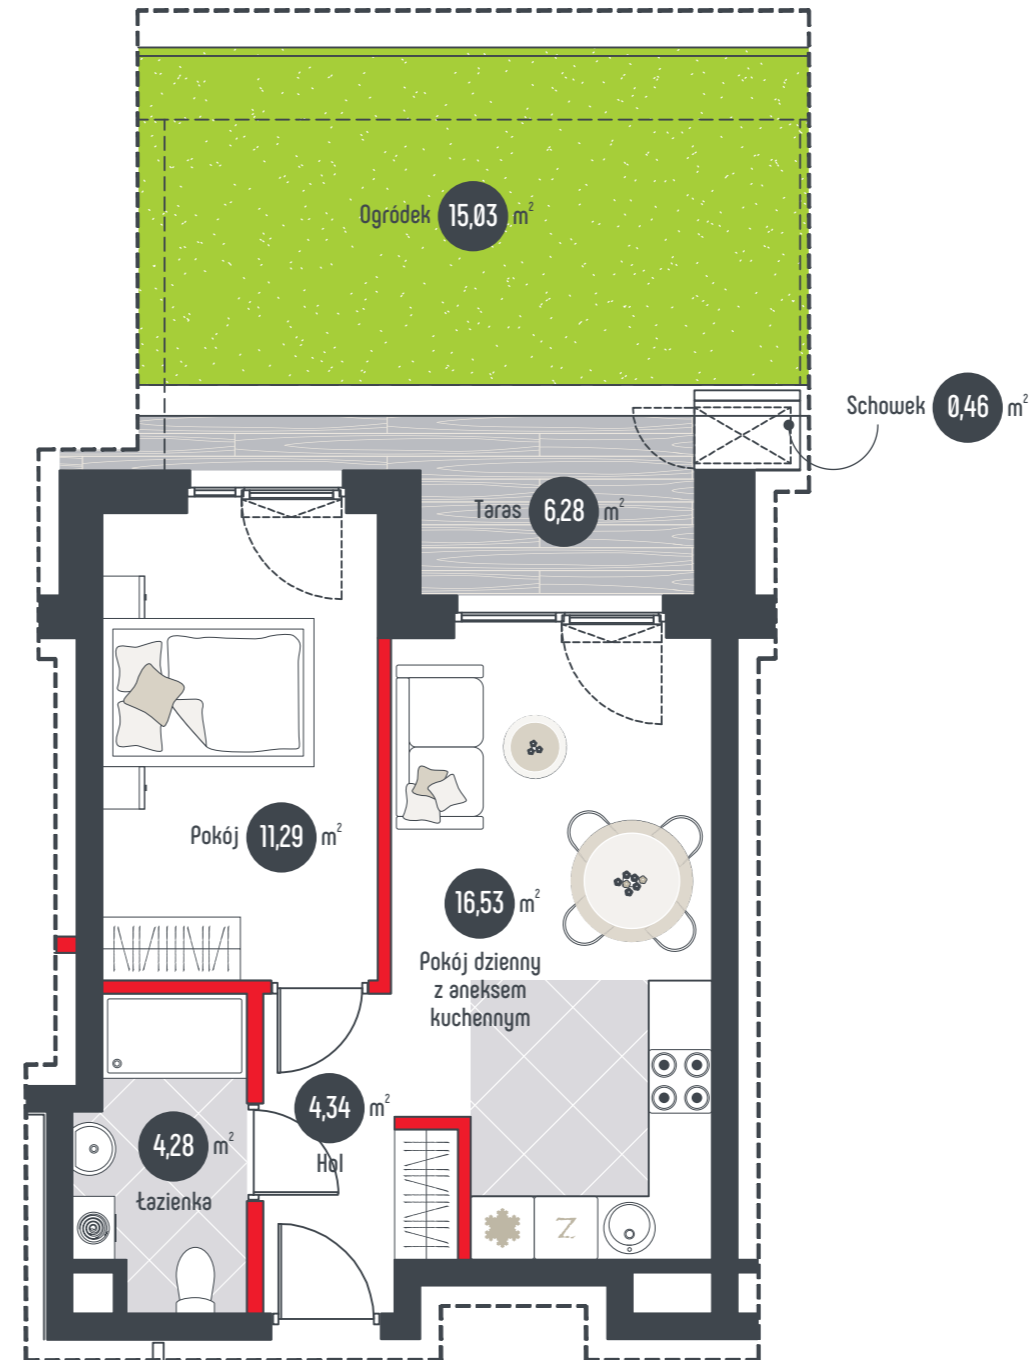 Ogródek 15,03 m²
Schowek 0,46 m²
Taras 6,28 m²
Pokój 11,29 m²
16,53 m²
Pokój dzienny
z aneksem
kuchennym
4,34 m²
Hol
4,28 m²
Łazienka
Z